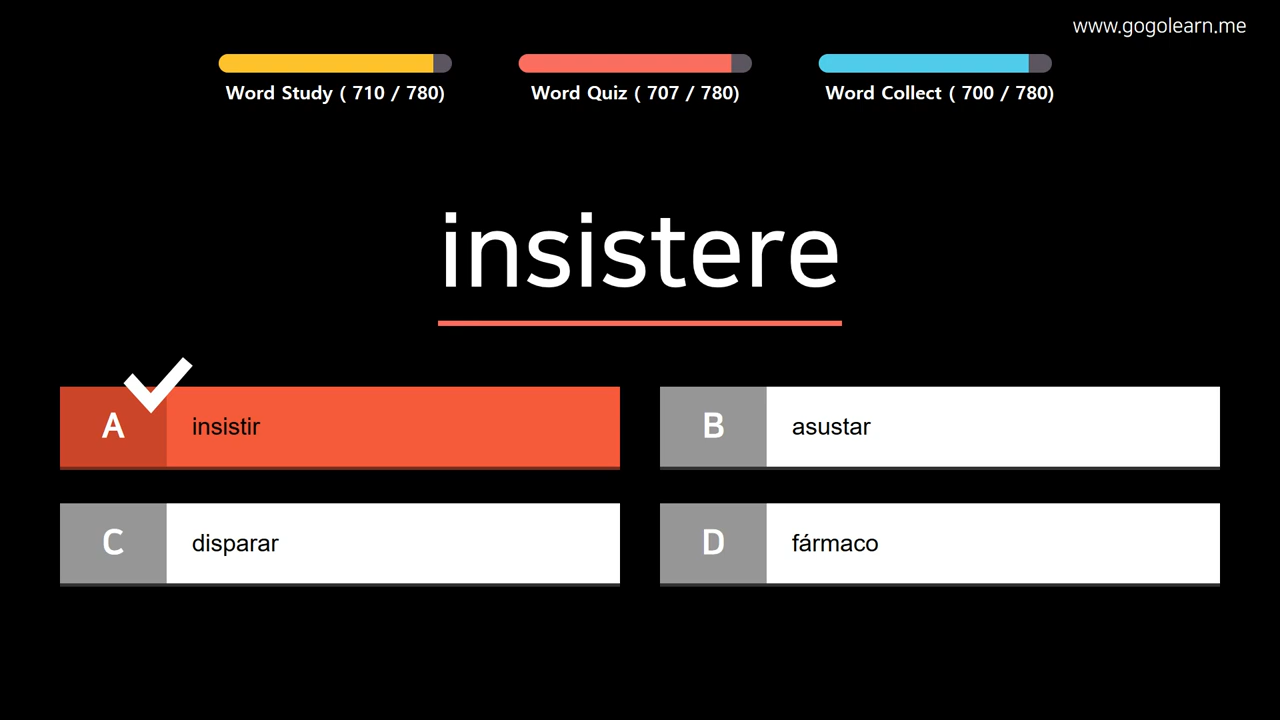 www.gogolearn.me
Word Study ( 710 / 780)
Word Quiz ( 707 / 780)
Word Collect ( 700 / 780)
insistere
A insistir
B asustar
C disparar
D fármaco